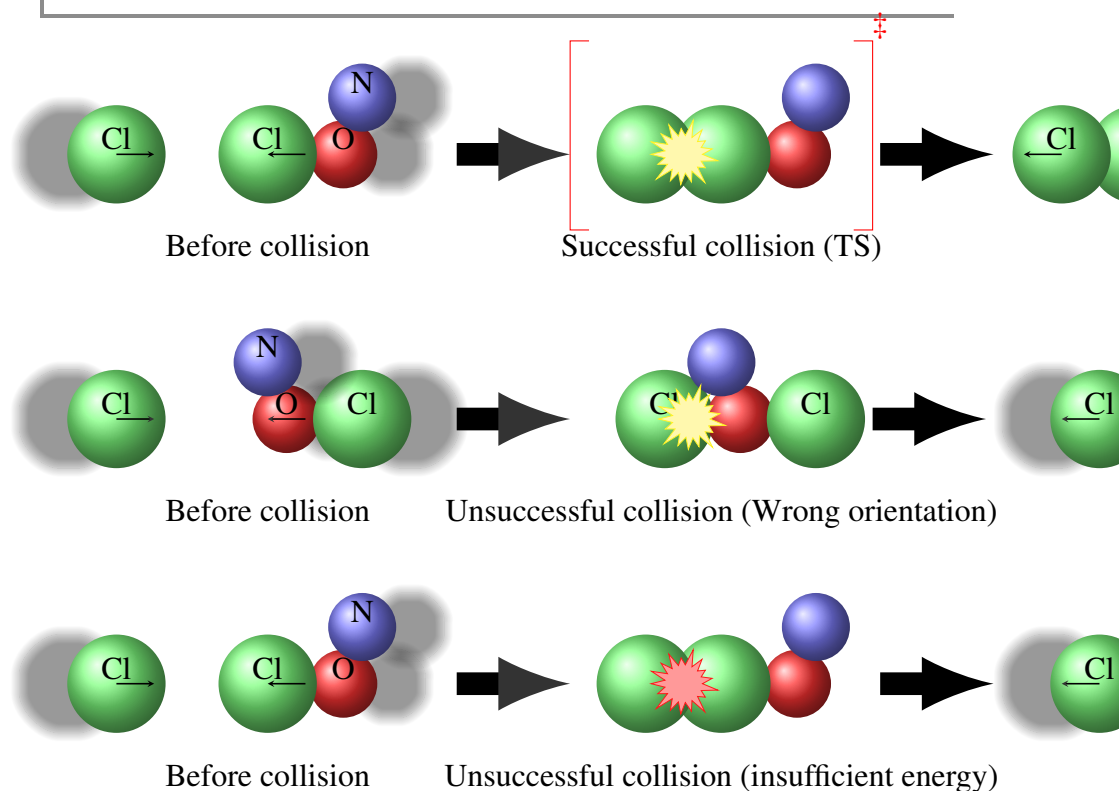 ‡
Cl Cl N O Cl
Before collision Successful collision (TS)
Cl N O Cl Cl Cl Cl
Before collision Unsuccessful collision (Wrong orientation)
Cl Cl N O Cl
Before collision Unsuccessful collision (insufficient energy)